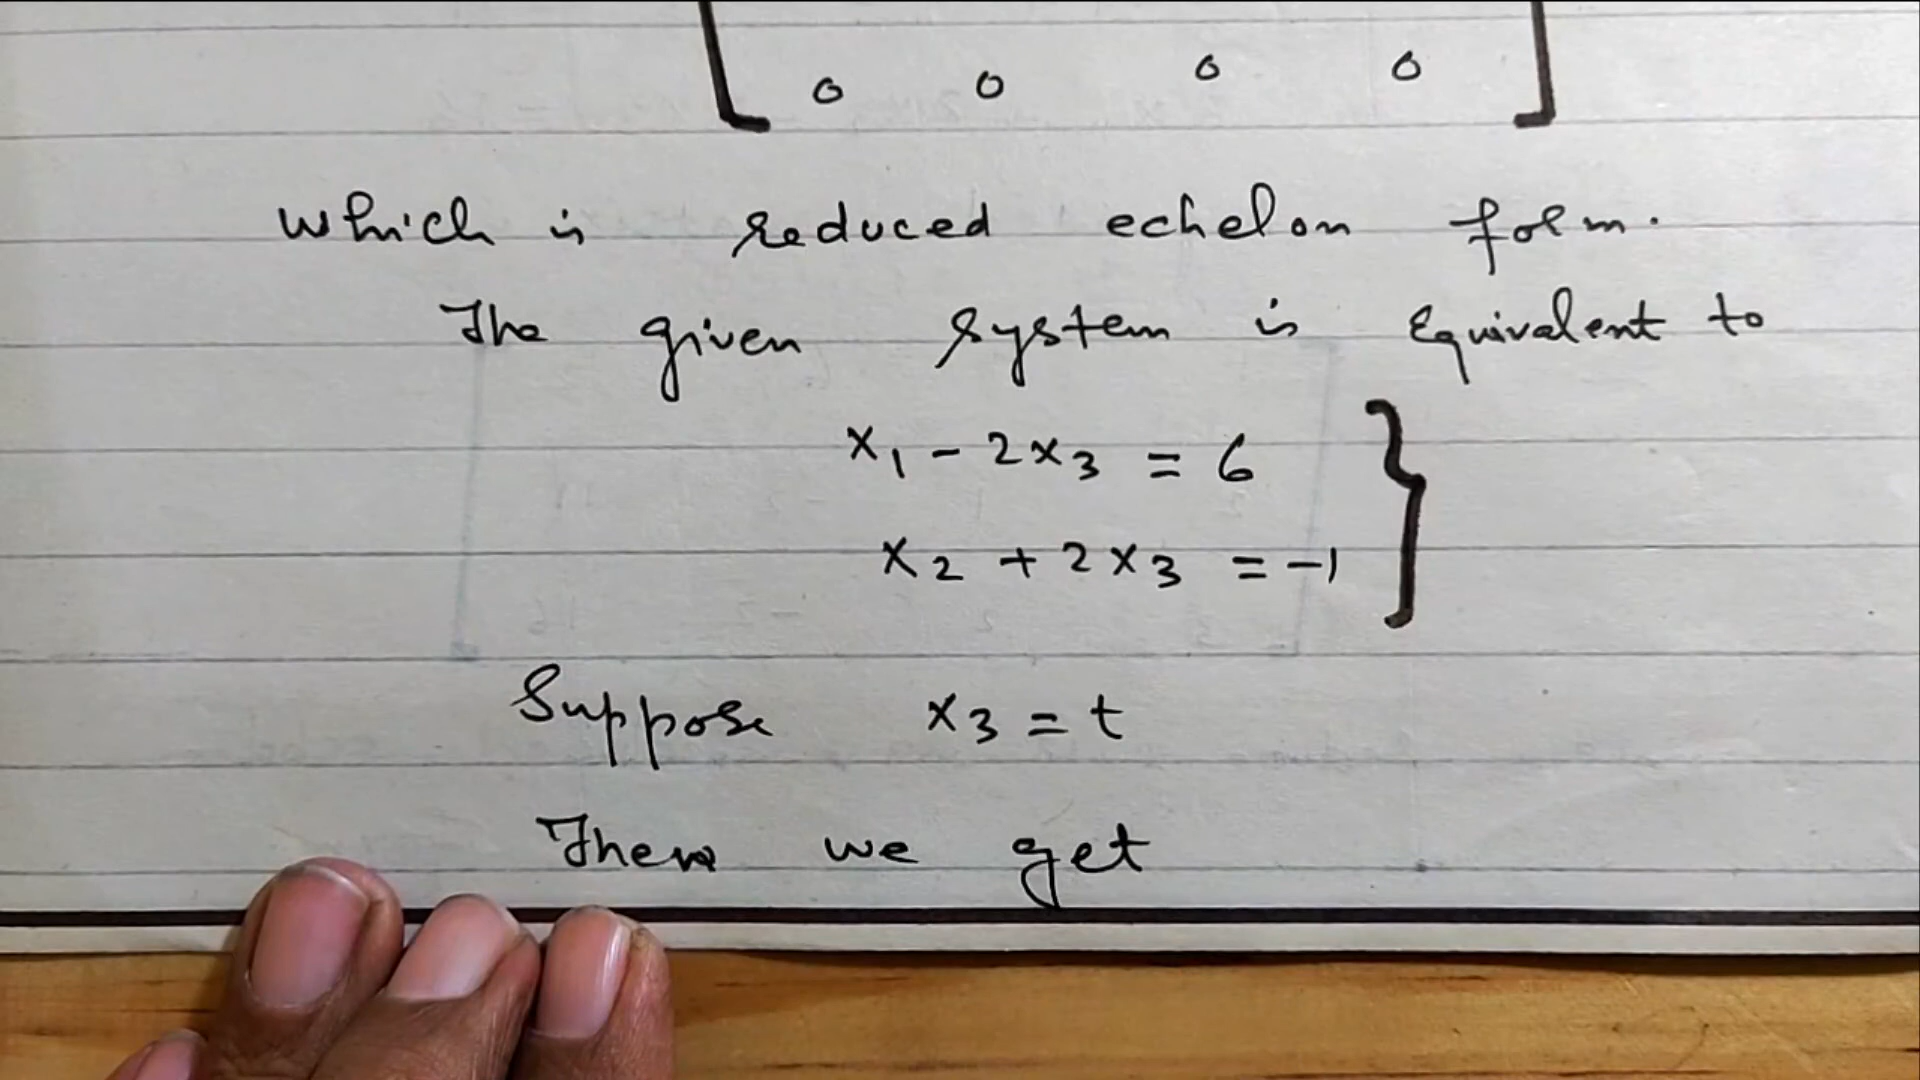 0 0 0 0
Which is reduced echelon form.
The given system is Equivalent to
x₁ - 2x₃ = 6
x₂ + 2x₃ = -1
Suppose x₃ = t
Then we get